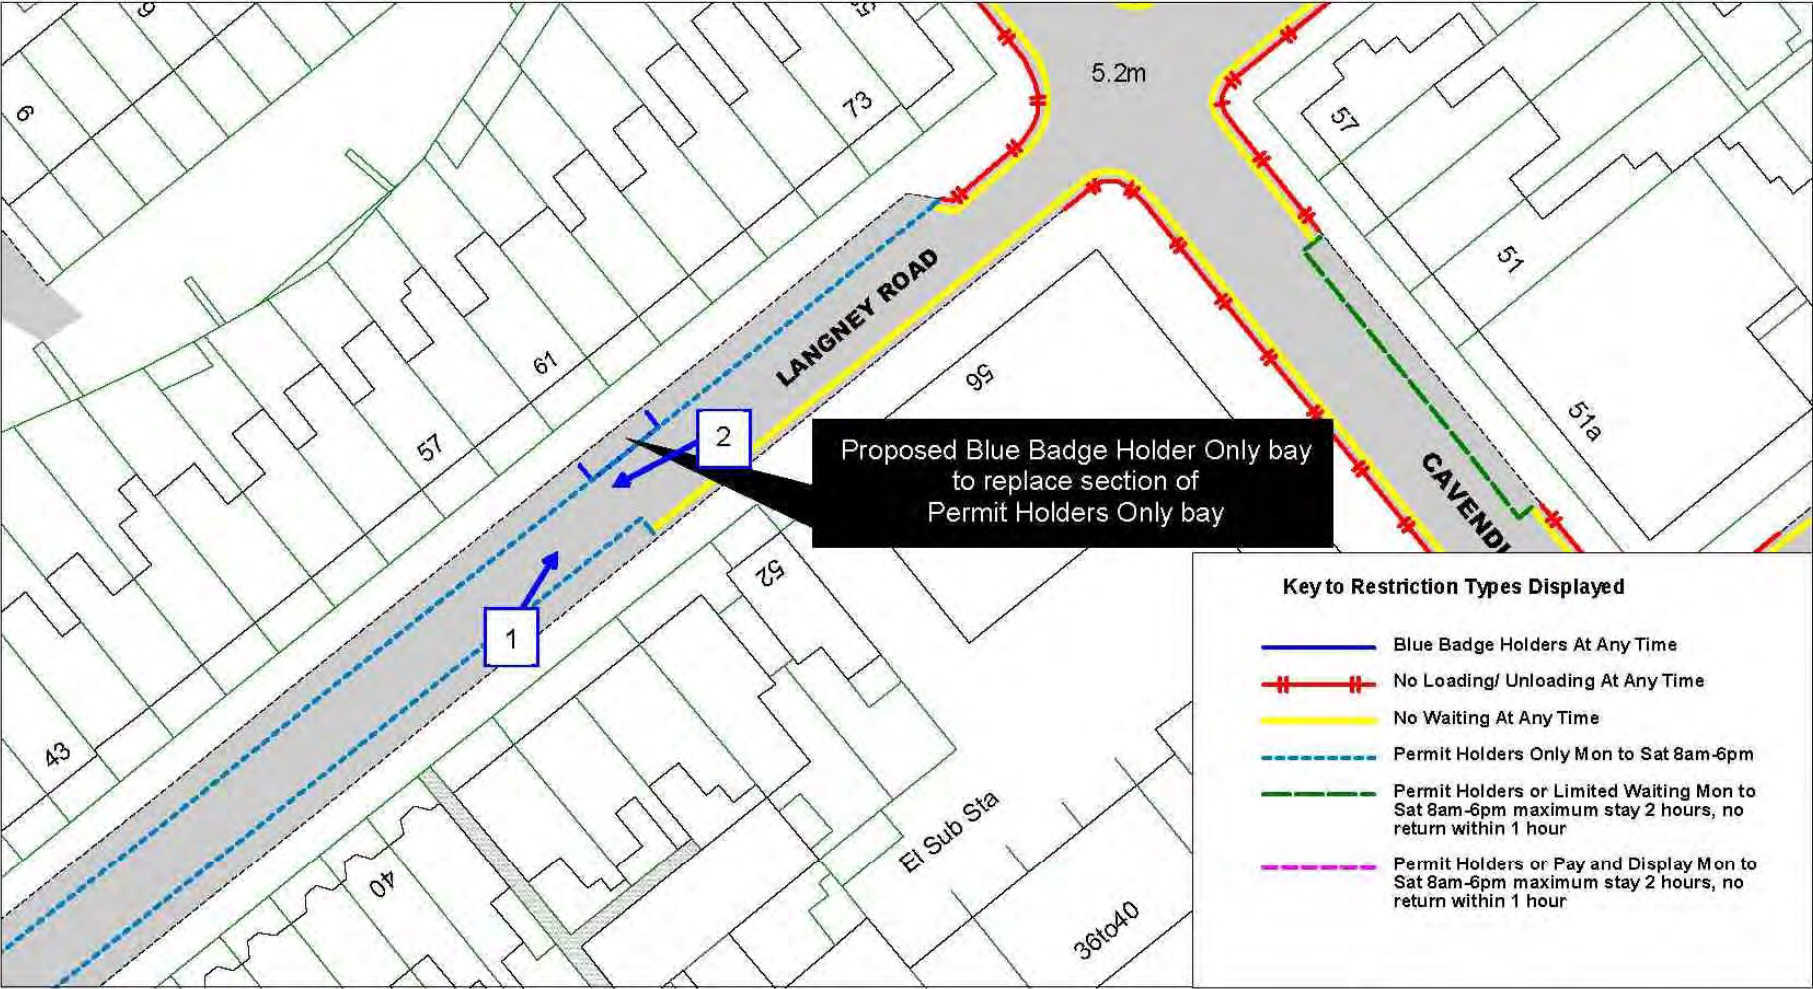 9
55
6
73
5.2m
57
51
51a
61
57
43
LANGNEY ROAD
56
2
Proposed Blue Badge Holder Only bay
to replace section of
Permit Holders Only bay
CAVENDI
52
1
40
El Sub Sta
36to40
Key to Restriction Types Displayed
Blue Badge Holders At Any Time
No Loading/ Unloading At Any Time
No Waiting At Any Time
Permit Holders Only Mon to Sat 8am-6pm
Permit Holders or Limited Waiting Mon to
Sat 8am-6pm maximum stay 2 hours, no
return within 1 hour
Permit Holders or Pay and Display Mon to
Sat 8am-6pm maximum stay 2 hours, no
return within 1 hour